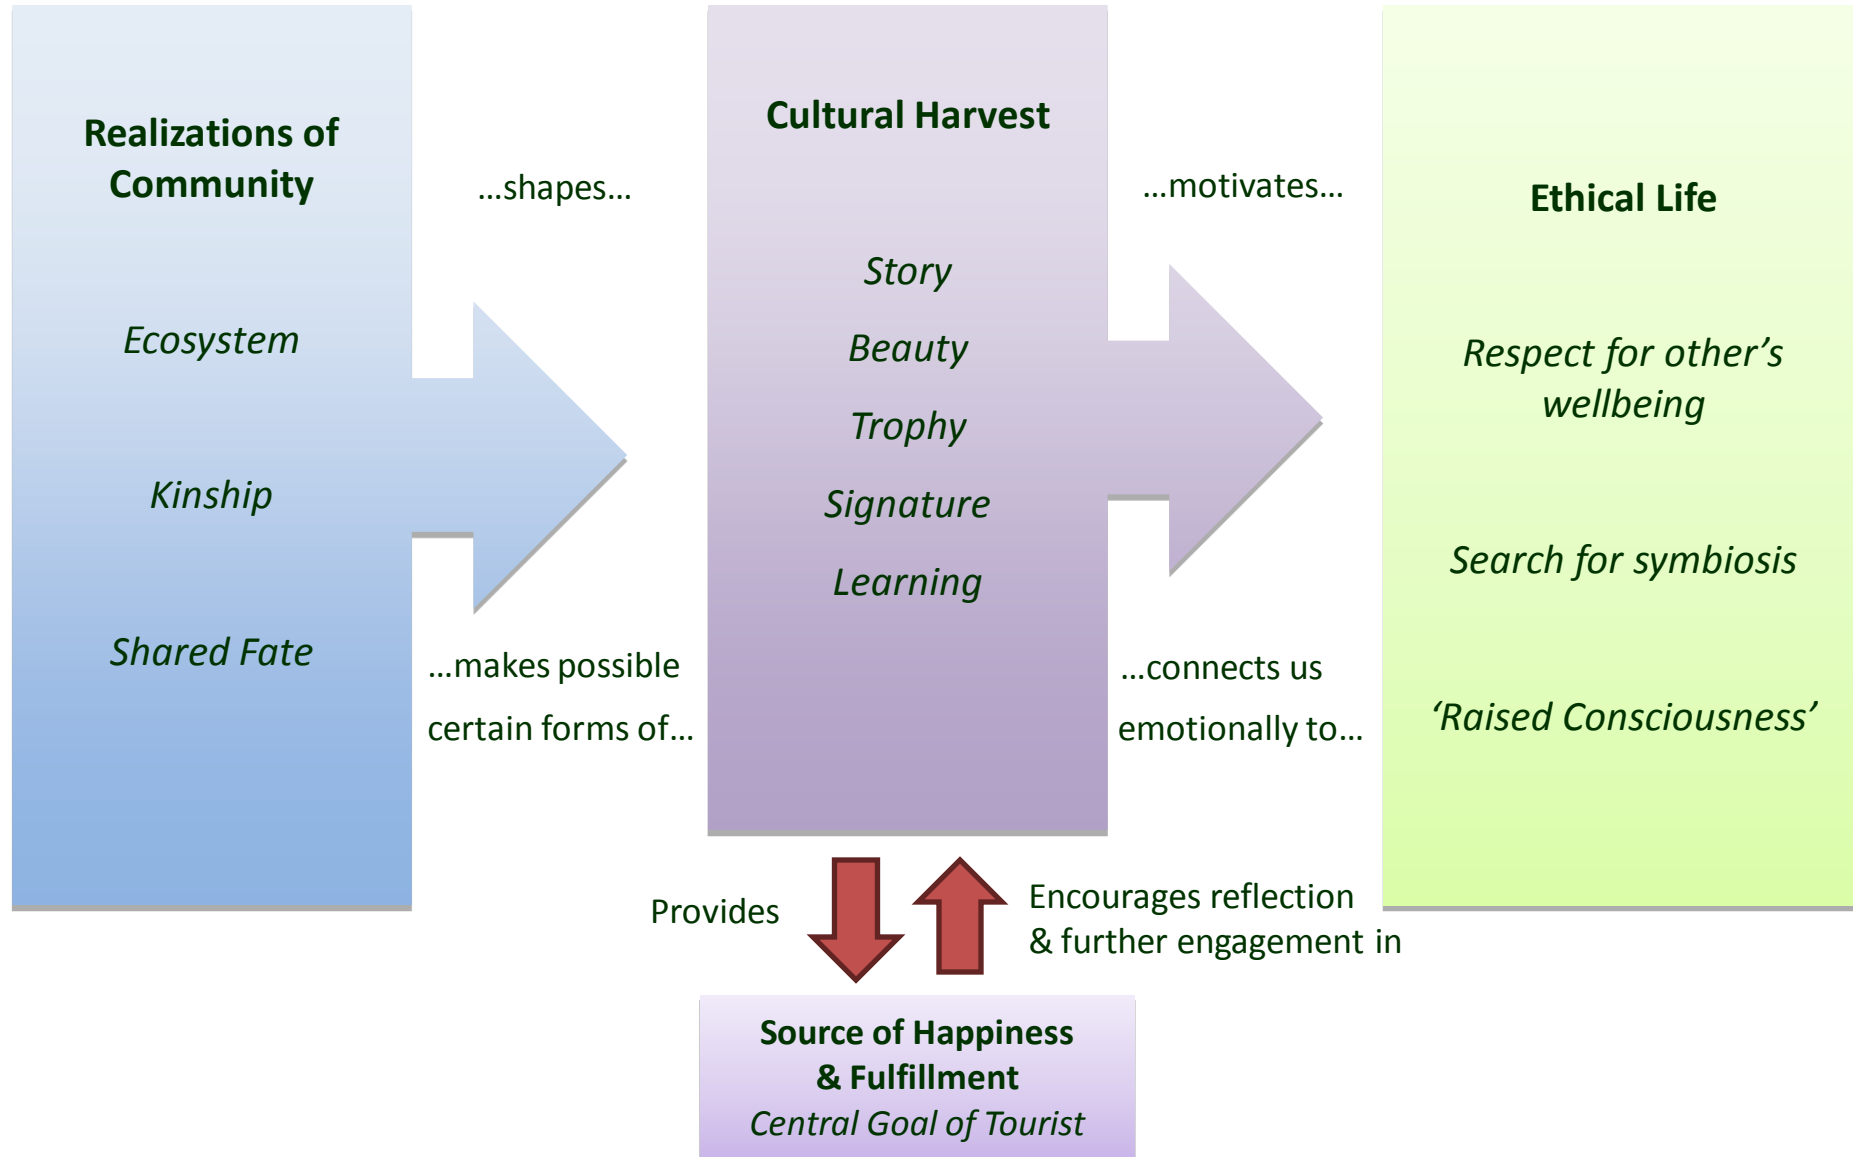 Realizations of
Community
Ecosystem
Kinship
Shared Fate
…shapes…
…makes possible
certain forms of…
Cultural Harvest
Story
Beauty
Trophy
Signature
Learning
…motivates…
…connects us
emotionally to…
Ethical Life
Respect for other’s
wellbeing
Search for symbiosis
‘Raised Consciousness’
Provides
Encourages reflection
& further engagement in
Source of Happiness
& Fulfillment
Central Goal of Tourist